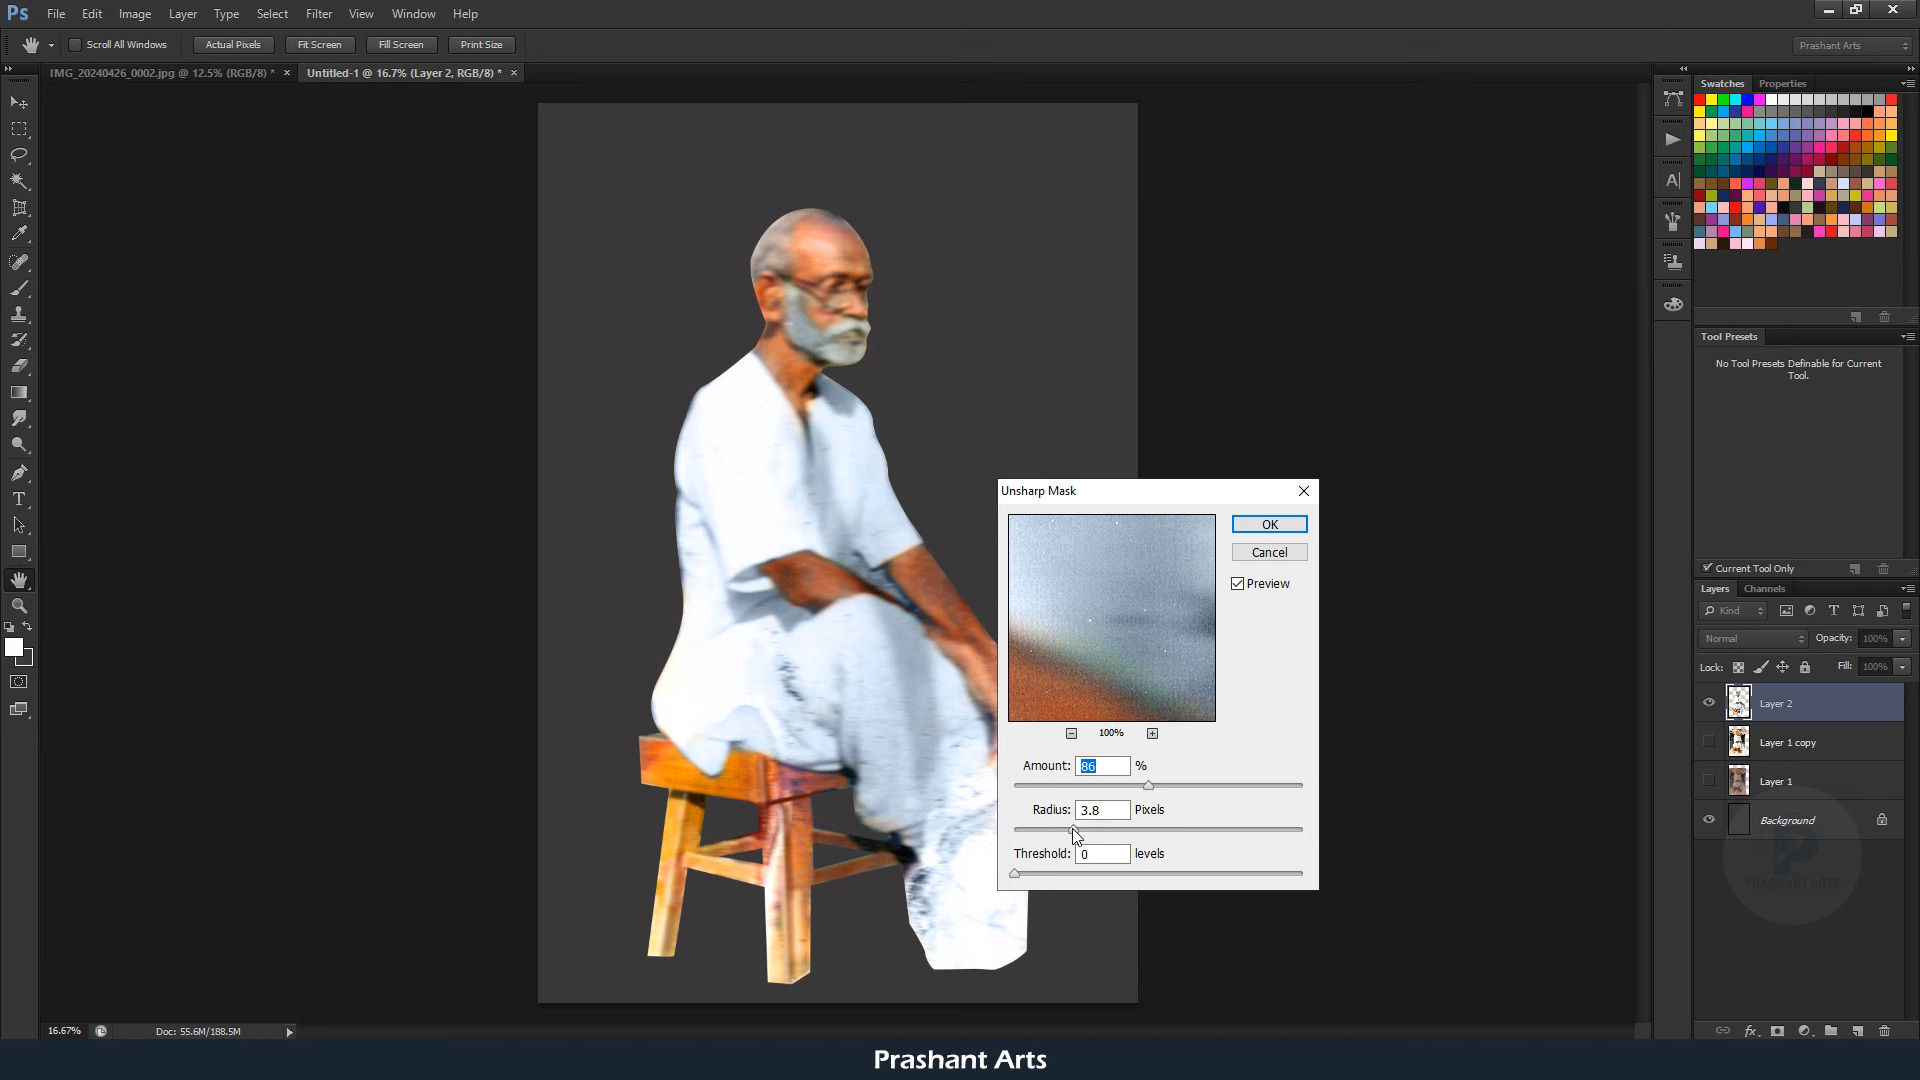 Ps File Edit Image Layer Type Select Filter View Window Help
Scroll All Windows Actual Pixels Fit Screen Fill Screen Print Size Prashant Arts
IMG_20240426_0002.jpg @ 12.5% (RGB/8) * × Untitled-1 @ 16.7% (Layer 2, RGB/8) * ×
Swatches Properties
Tool Presets
No Tool Presets Definable for Current
Tool.
Current Tool Only
Layers Channels
Kind
Normal Opacity: 100%
Lock: Fill: 100%
Layer 2
Layer 1 copy
Layer 1
Background
PRASHANT ARTS
Unsharp Mask
OK
Cancel
Preview
100%
Amount: 86 %
Radius: 3.8 Pixels
Threshold: 0 levels
16.67% Doc: 55.6M/188.5M
Prashant Arts